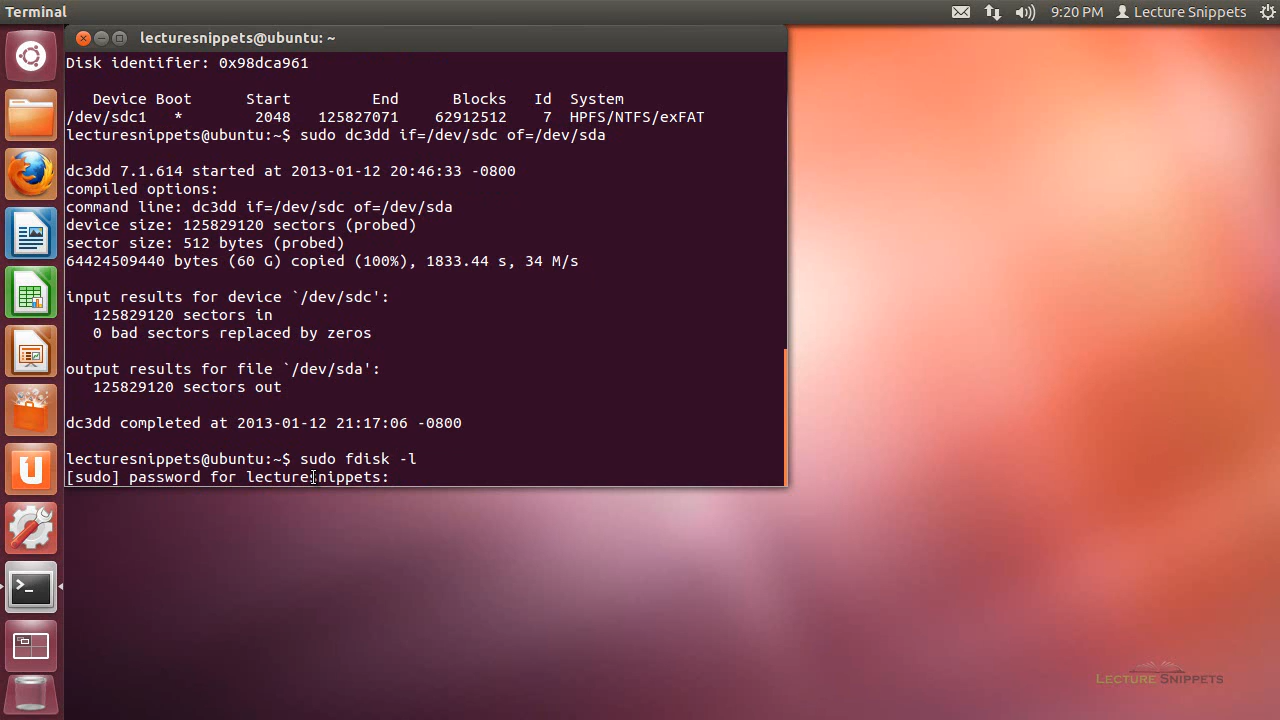 Terminal
9:20 PM Lecture Snippets
lecturesnippets@ubuntu: ~
Disk identifier: 0x98dca961
Device Boot Start End Blocks Id System
/dev/sdc1 * 2048 125827071 62912512 7 HPFS/NTFS/exFAT
lecturesnippets@ubuntu:~$ sudo dc3dd if=/dev/sdc of=/dev/sda
dc3dd 7.1.614 started at 2013-01-12 20:46:33 -0800
compiled options:
command line: dc3dd if=/dev/sdc of=/dev/sda
device size: 125829120 sectors (probed)
sector size: 512 bytes (probed)
64424509440 bytes (60 G) copied (100%), 1833.44 s, 34 M/s
input results for device `/dev/sdc':
125829120 sectors in
0 bad sectors replaced by zeros
output results for file `/dev/sda':
125829120 sectors out
dc3dd completed at 2013-01-12 21:17:06 -0800
lecturesnippets@ubuntu:~$ sudo fdisk -l
[sudo] password for lecturesnippets:
LECTURE SNIPPETS